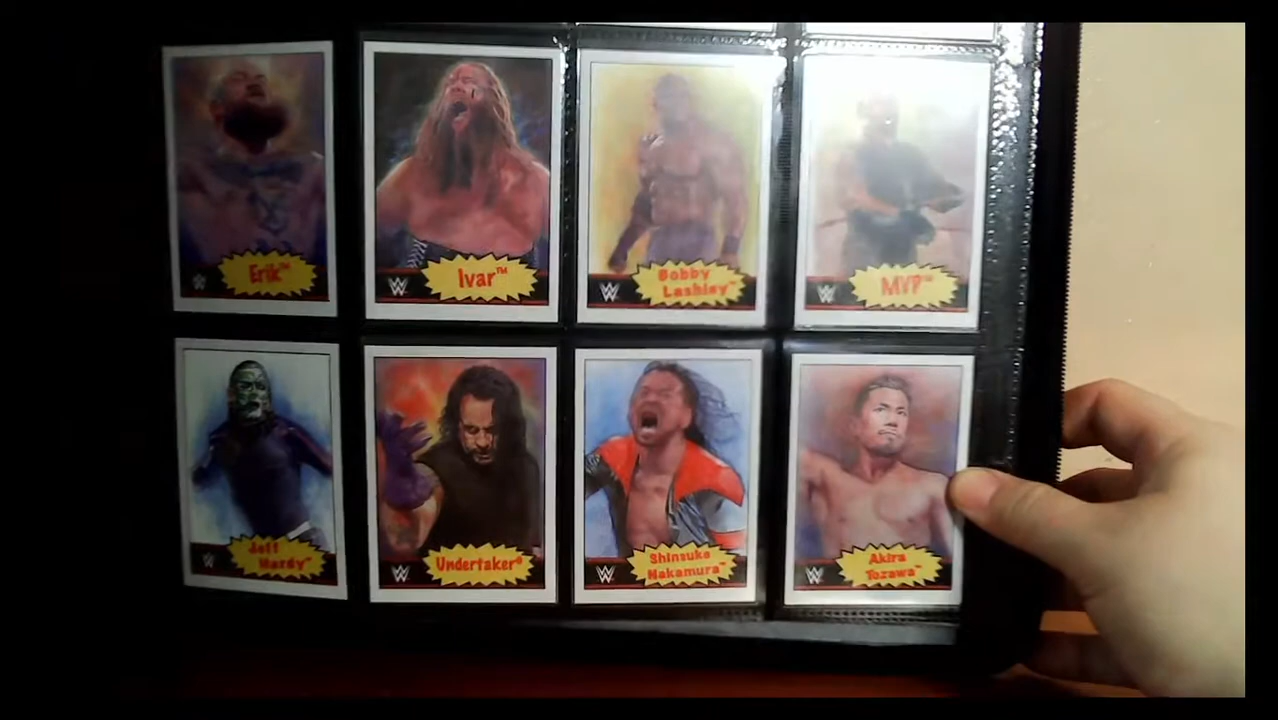 Erik™
W
Ivar™
W
Bobby
Lashley™
W
MVP™
W
Jeff
Hardy™
W
Undertaker®
W
Shinsuke
Nakamura™
W
Akira
Tozawa™
W